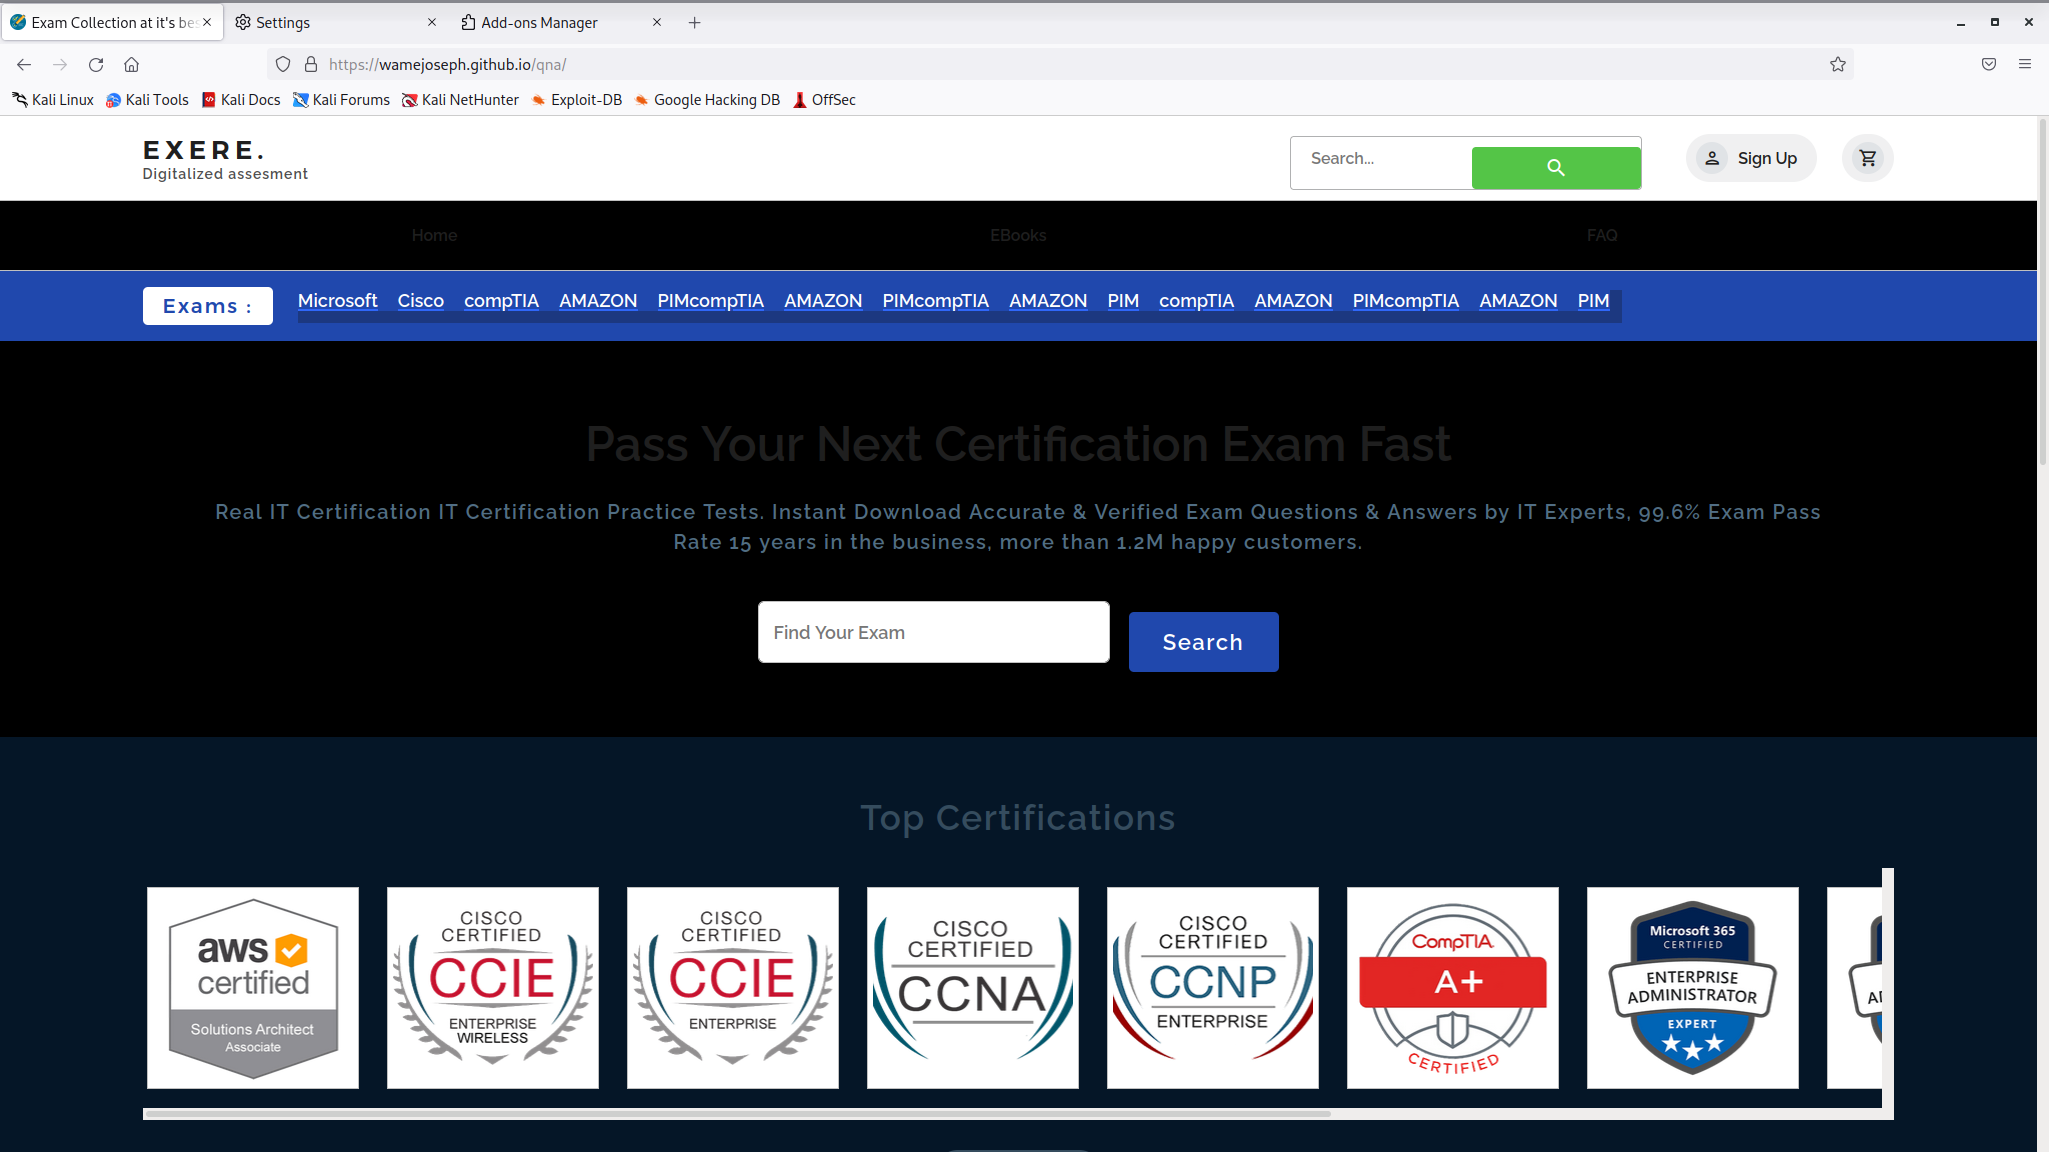 Exam Collection at it's bes
Settings
Add-ons Manager
https://wamejoseph.github.io/qna/
Kali Linux Kali Tools Kali Docs Kali Forums Kali NetHunter Exploit-DB Google Hacking DB OffSec
EXERE.
Digitalized assesment
Search...
Sign Up
Home EBooks FAQ
Exams :
Microsoft Cisco compTIA AMAZON PIMcompTIA AMAZON PIMcompTIA AMAZON PIM compTIA AMAZON PIMcompTIA AMAZON PIM
Pass Your Next Certification Exam Fast
Real IT Certification IT Certification Practice Tests. Instant Download Accurate & Verified Exam Questions & Answers by IT Experts, 99.6% Exam Pass
Rate 15 years in the business, more than 1.2M happy customers.
Find Your Exam
Search
Top Certifications
aws
certified
Solutions Architect
Associate
CISCO
CERTIFIED
CCIE
ENTERPRISE
WIRELESS
CISCO
CERTIFIED
CCIE
ENTERPRISE
CISCO
CERTIFIED
CCNA
CISCO
CERTIFIED
CCNP
ENTERPRISE
CompTIA.
A+
CERTIFIED
Microsoft 365
CERTIFIED
ENTERPRISE
ADMINISTRATOR
EXPERT